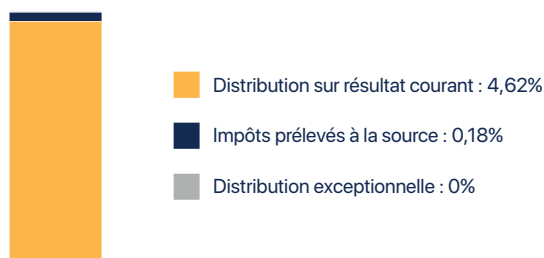 Distribution sur résultat courant : 4,62%
Impôts prélevés à la source : 0,18%
Distribution exceptionnelle : 0%